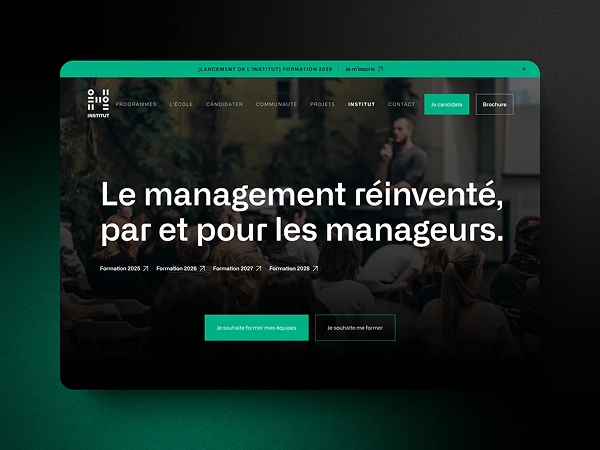 [LANCEMENT DE L'INSTITUT] FORMATION 2025 | Je m'inscris
INSTITUT
PROGRAMMES L'ÉCOLE CANDIDATER COMMUNAUTÉ PROJETS INSTITUT CONTACT Je candidate Brochure
Le management réinventé,
par et pour les manageurs.
Formation 2025 Formation 2026 Formation 2027 Formation 2028
Je souhaite former mes équipes Je souhaite me former